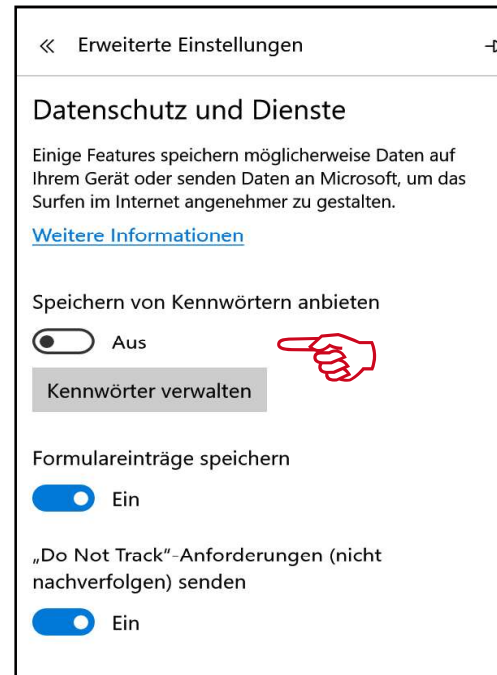 « Erweiterte Einstellungen
Datenschutz und Dienste
Einige Features speichern möglicherweise Daten auf
Ihrem Gerät oder senden Daten an Microsoft, um das
Surfen im Internet angenehmer zu gestalten.
Weitere Informationen
Speichern von Kennwörtern anbieten
Aus
Kennwörter verwalten
Formulareinträge speichern
Ein
„Do Not Track“-Anforderungen (nicht
nachverfolgen) senden
Ein